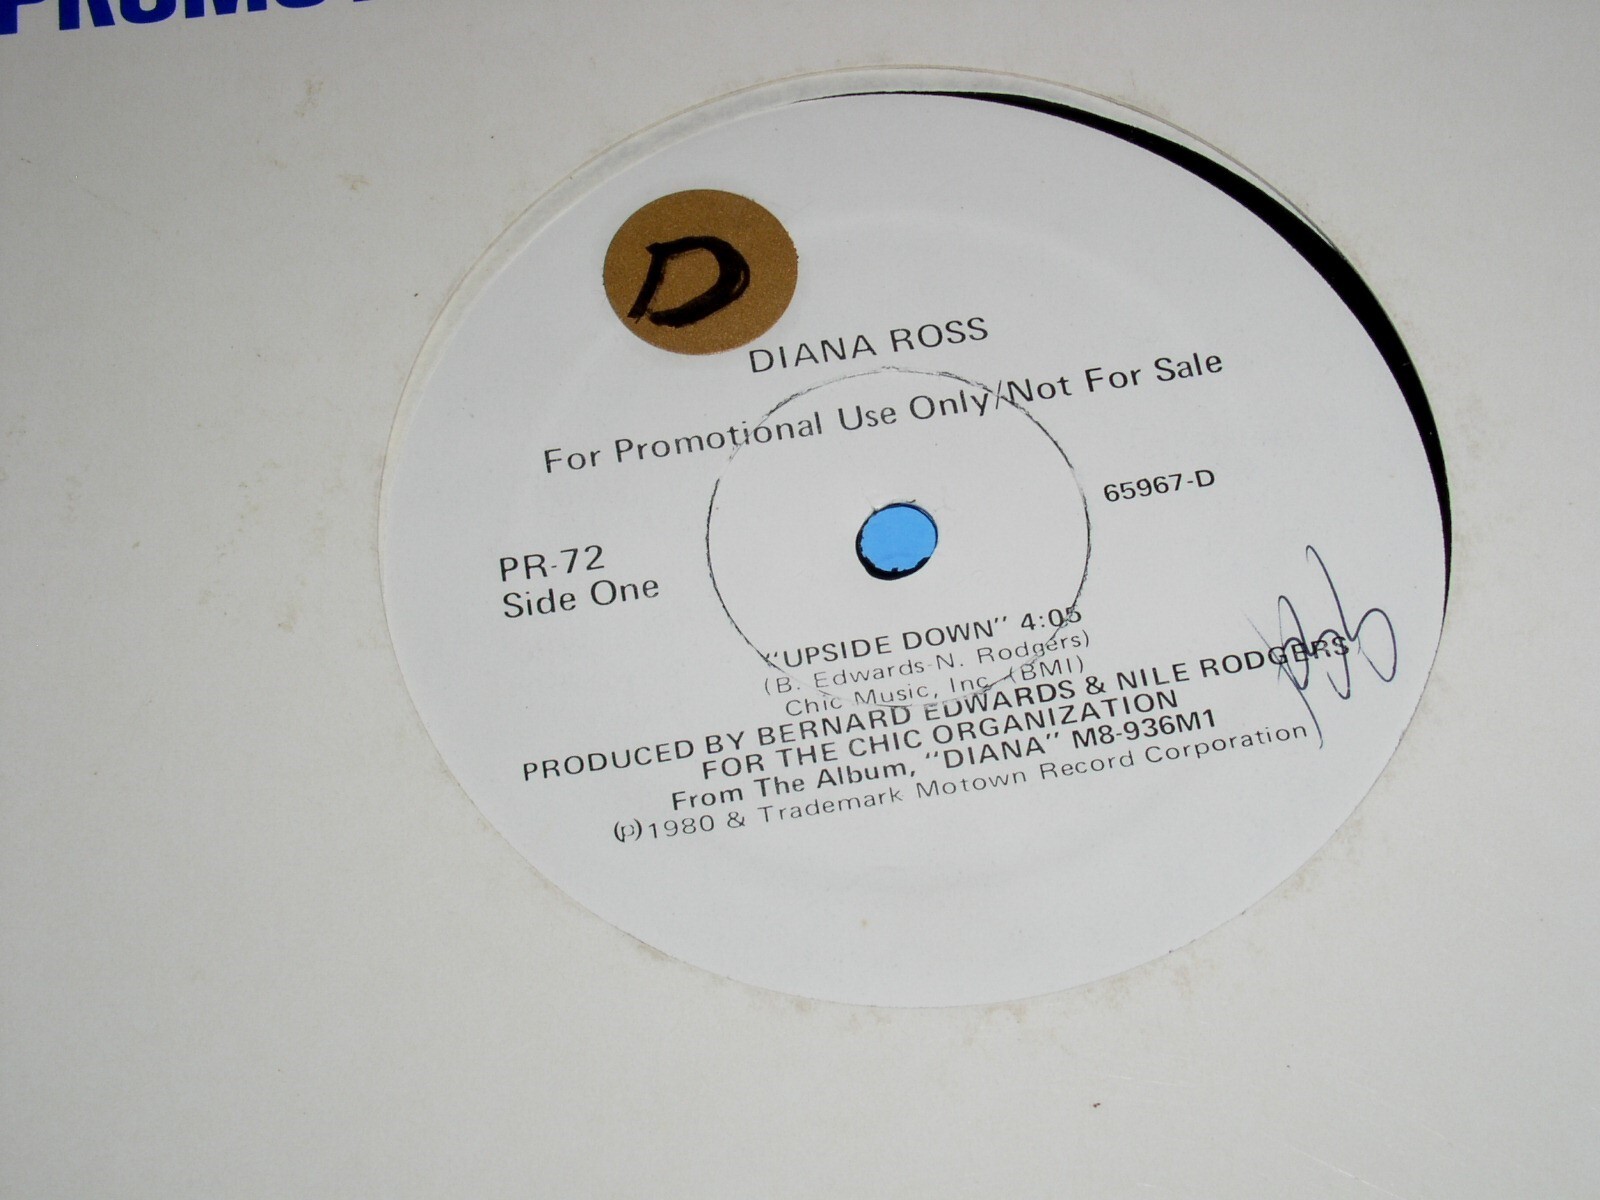 D
DIANA ROSS
For Promotional Use Only/Not For Sale
65967-D
PR-72
Side One
"UPSIDE DOWN" 4:05
(B. Edwards-N. Rodgers)
Chic Music, Inc. (BMI)
PRODUCED BY BERNARD EDWARDS & NILE RODGERS
FOR THE CHIC ORGANIZATION
From The Album, "DIANA" M8-936M1
(p)1980 & Trademark Motown Record Corporation